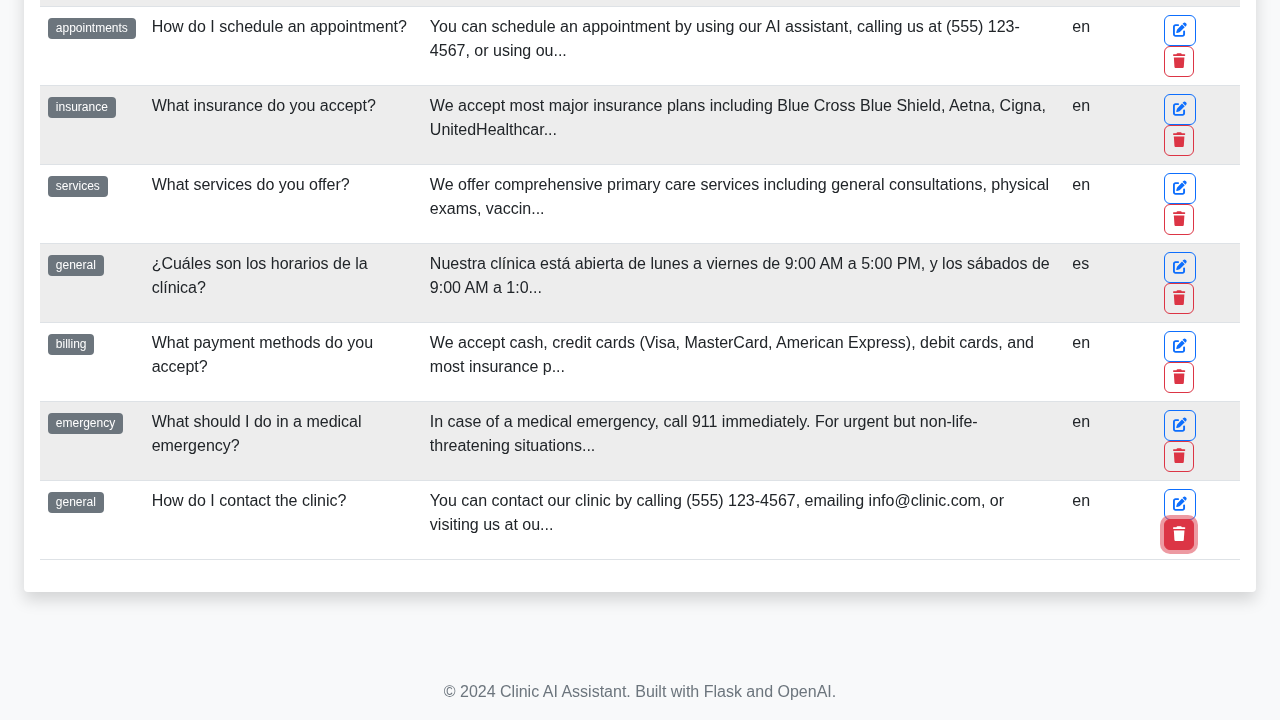 appointments
How do I schedule an appointment?
You can schedule an appointment by using our AI assistant, calling us at (555) 123-
4567, or using ou...
en
insurance
What insurance do you accept?
We accept most major insurance plans including Blue Cross Blue Shield, Aetna, Cigna,
UnitedHealthcar...
en
services
What services do you offer?
We offer comprehensive primary care services including general consultations, physical
exams, vaccin...
en
general
¿Cuáles son los horarios de la
clínica?
Nuestra clínica está abierta de lunes a viernes de 9:00 AM a 5:00 PM, y los sábados de
9:00 AM a 1:0...
es
billing
What payment methods do you
accept?
We accept cash, credit cards (Visa, MasterCard, American Express), debit cards, and
most insurance p...
en
emergency
What should I do in a medical
emergency?
In case of a medical emergency, call 911 immediately. For urgent but non-life-
threatening situations...
en
general
How do I contact the clinic?
You can contact our clinic by calling (555) 123-4567, emailing info@clinic.com, or
visiting us at ou...
en
© 2024 Clinic AI Assistant. Built with Flask and OpenAI.